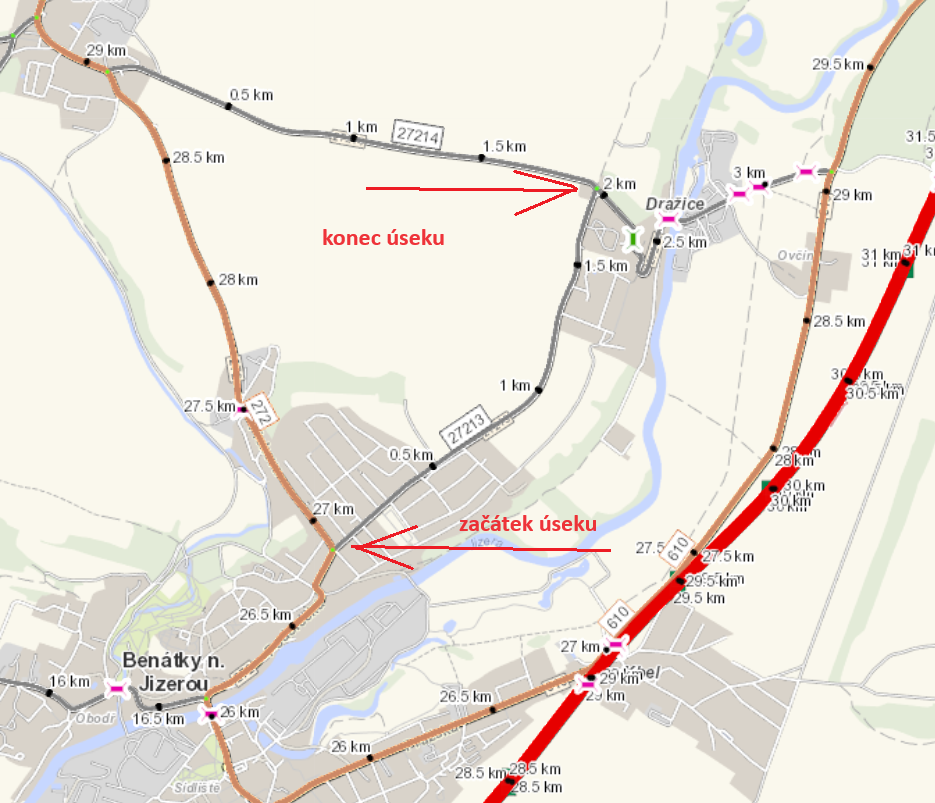 29 km
0.5 km
1 km
27214
1.5 km
28.5 km
29.5 km
31.5
3 km
2 km
Dražice
29 km
konec úseku
2.5 km
Ovčín
31 km
31 km
1.5 km
28 km
28.5 km
30.5 km
1 km
27.5 km
272
27213
0.5 km
28 km
30 km
30 km
27 km
začátek úseku
Jizera
27.5
610
27.5 km
29.5 km
29.5 km
26.5 km
610
27 km
Benátky n.
Jizerou
29 km
29 km
16 km
Obodř
16.5 km
26 km
26.5 km
26 km
28.5 km
28.5 km
28.5 km
Sídliště